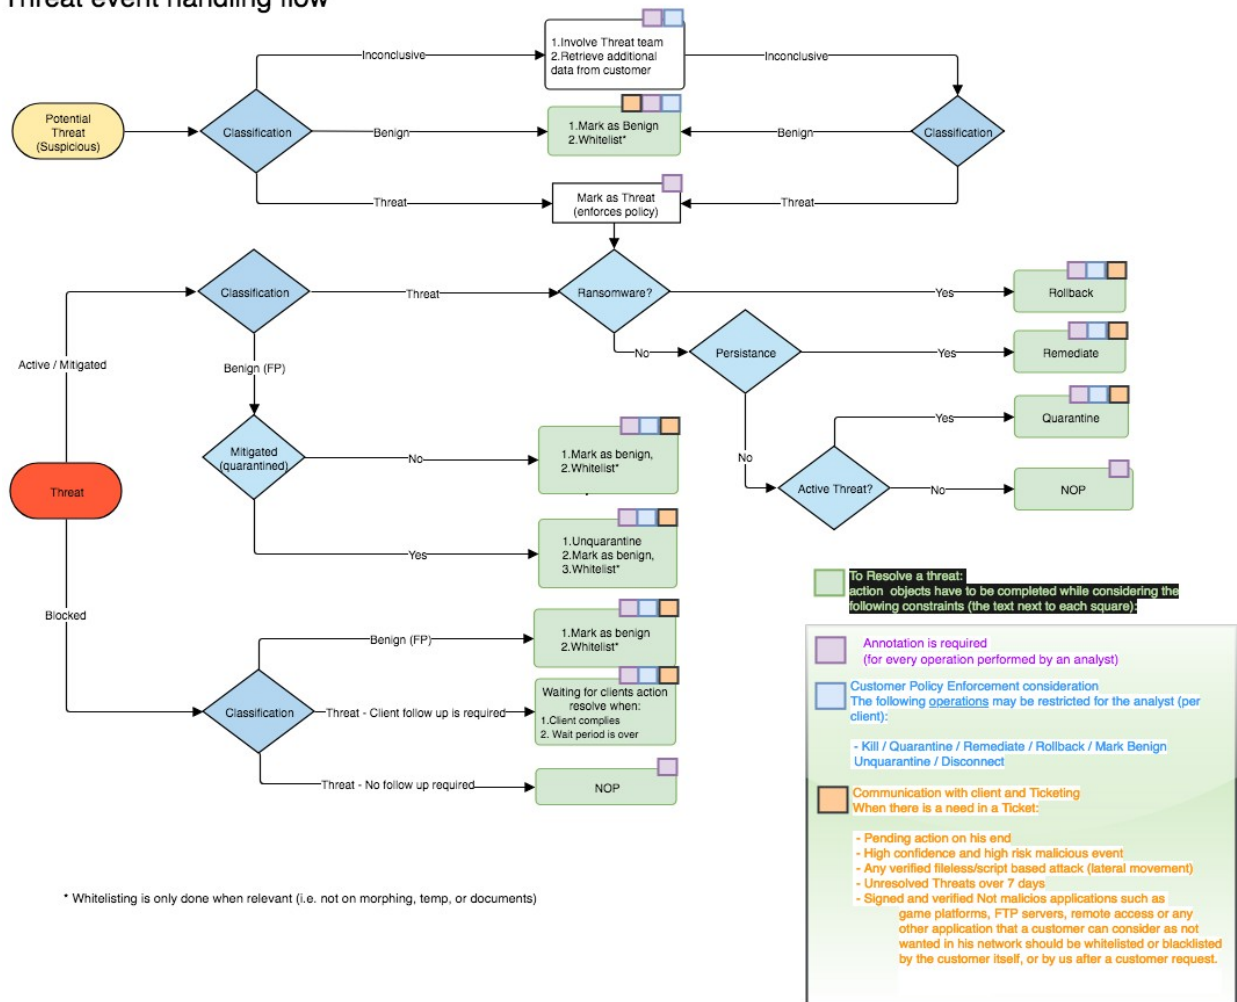 Threat event handling flow
Inconclusive
1.Involve Threat team
2.Retrieve additional
data from customer
Inconclusive
Potential
Threat
(Suspicious)
Classification
Benign
1.Mark as Benign
2.Whitelist*
Benign
Classification
Threat
Mark as Threat
(enforces policy)
Threat
Classification
Threat
Ransomware?
Yes
Rollback
No
Persistance
Yes
Remediate
Active / Mitigated
Benign (FP)
Yes
Quarantine
Mitigated
(quarantined)
No
1.Mark as benign,
2.Whitelist*
No
Active Threat?
No
NOP
Threat
Yes
1.Unquarantine
2.Mark as benign,
3.Whitelist*
Blocked
Benign (FP)
1.Mark as benign
2.Whitelist*
Classification
Threat - Client follow up is required
Waiting for clients action
resolve when:
1.Client complies
2. Wait period is over
Threat - No follow up required
NOP
To Resolve a threat:
action objects have to be completed while considering the
following constraints (the text next to each square):
Annotation is required
(for every operation performed by an analyst)
Customer Policy Enforcement consideration
The following operations may be restricted for the analyst (per
client):
- Kill / Quarantine / Remediate / Rollback / Mark Benign
Unquarantine / Disconnect
Communication with client and Ticketing
When there is a need in a Ticket:
- Pending action on his end
- High confidence and high risk malicious event
- Any verified fileless/script based attack (lateral movement)
- Unresolved Threats over 7 days
- Signed and verified Not malicios applications such as
game platforms, FTP servers, remote access or any
other application that a customer can consider as not
wanted in his network should be whitelisted or blacklisted
by the customer itself, or by us after a customer request.
* Whitelisting is only done when relevant (i.e. not on morphing, temp, or documents)